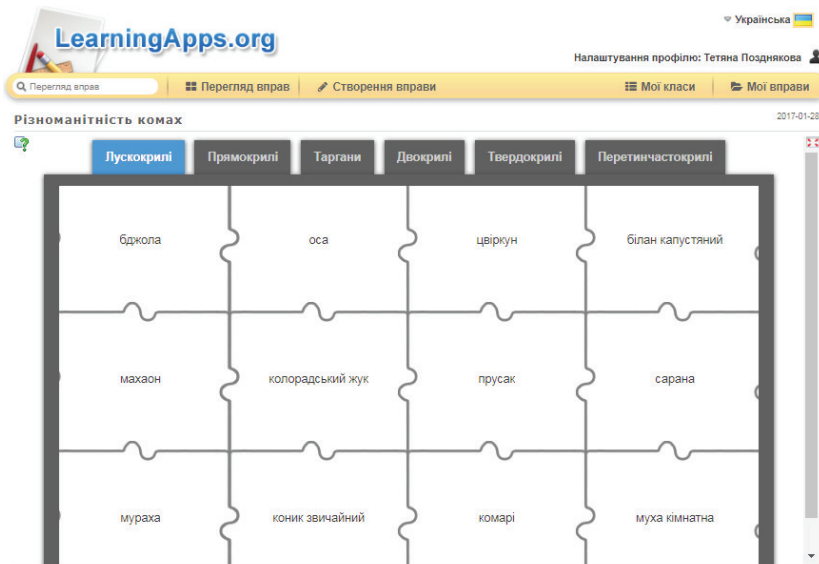 Українська
LearningApps.org
Налаштування профілю: Тетяна Позднякова
Перегляд вправ
Перегляд вправ
Створення вправи
Мої класи
Мої вправи
Різноманітність комах
2017-01-28
Пускокрилі
Прямокрилі
Таргани
Двокрилі
Твердокрилі
Перетинчастокрилі
бджола
оса
цвіркун
білан капустяний
махаон
колорадський жук
прусак
сарана
мураха
коник звичайний
комарі
муха кімнатна